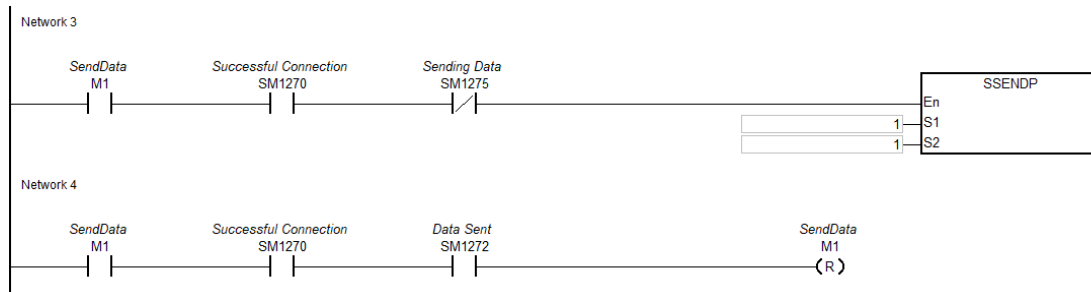 Network 3
SendData Successful Connection Sending Data
M1 SM1270 SM1275
SSENDP
En
1 S1
1 S2
Network 4
SendData Successful Connection Data Sent SendData
M1 SM1270 SM1272 M1
R